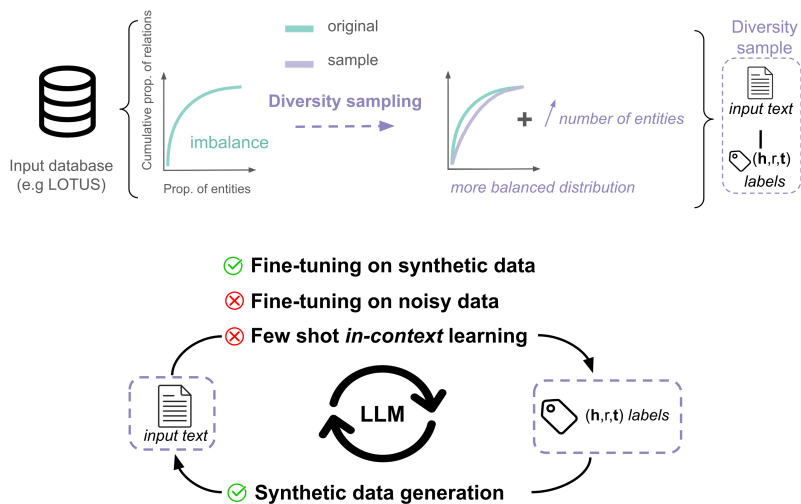 original
sample
Cumulative prop. of relations
imbalance
Prop. of entities
Input database
(e.g LOTUS)
Diversity sampling
+
number of entities
more balanced distribution
Diversity
sample
input text
(h,r,t)
labels
Fine-tuning on synthetic data
Fine-tuning on noisy data
Few shot in-context learning
input text
LLM
(h,r,t) labels
Synthetic data generation